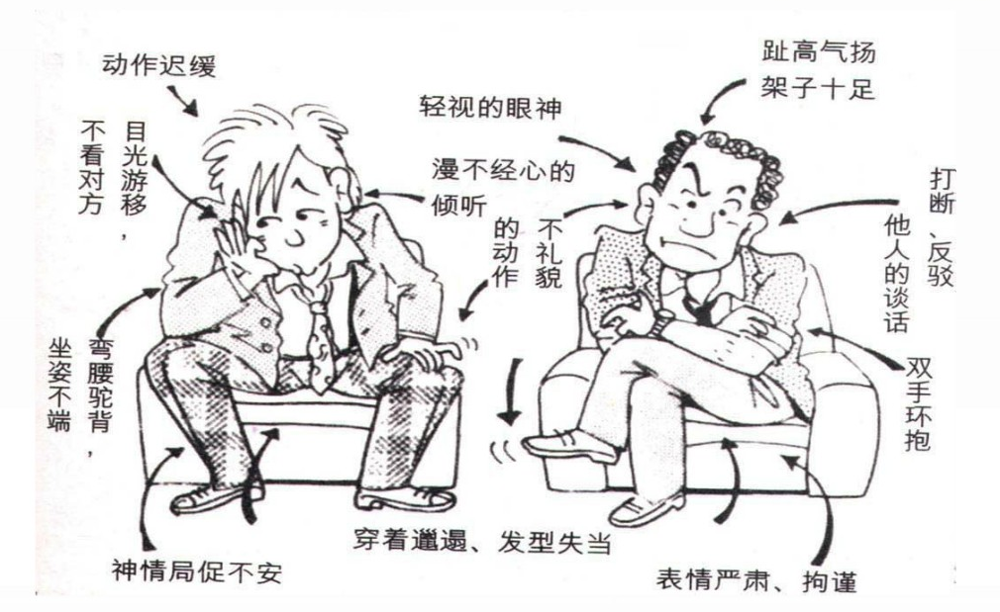 动作迟缓
目光游移，
不看对方
弯腰驼背，
坐姿不端
神情局促不安
轻视的眼神
漫不经心的
倾听
不礼貌
的动作
穿着邋遢、发型失当
趾高气扬
架子十足
打断、反驳
他人的谈话
双手环抱
表情严肃、拘谨